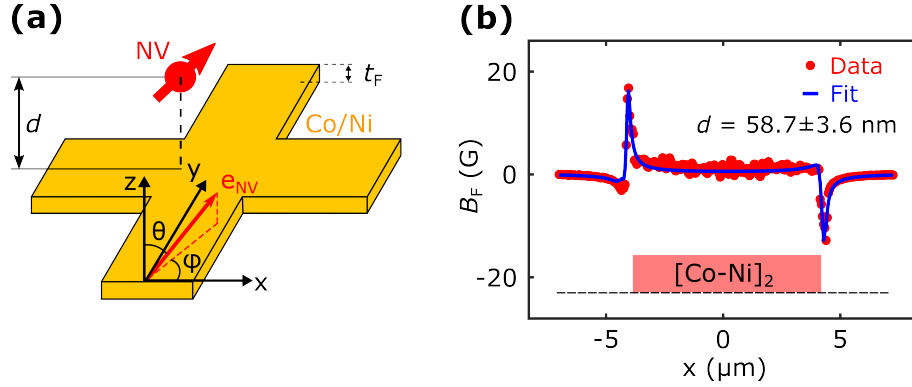 (a)
NV
d
t_F
Co/Ni
z
y
e_NV
θ
φ
x
(b)
B_F (G)
20
0
-20
Data
Fit
d = 58.7±3.6 nm
[Co-Ni]_2
-5 0 5
x (μm)